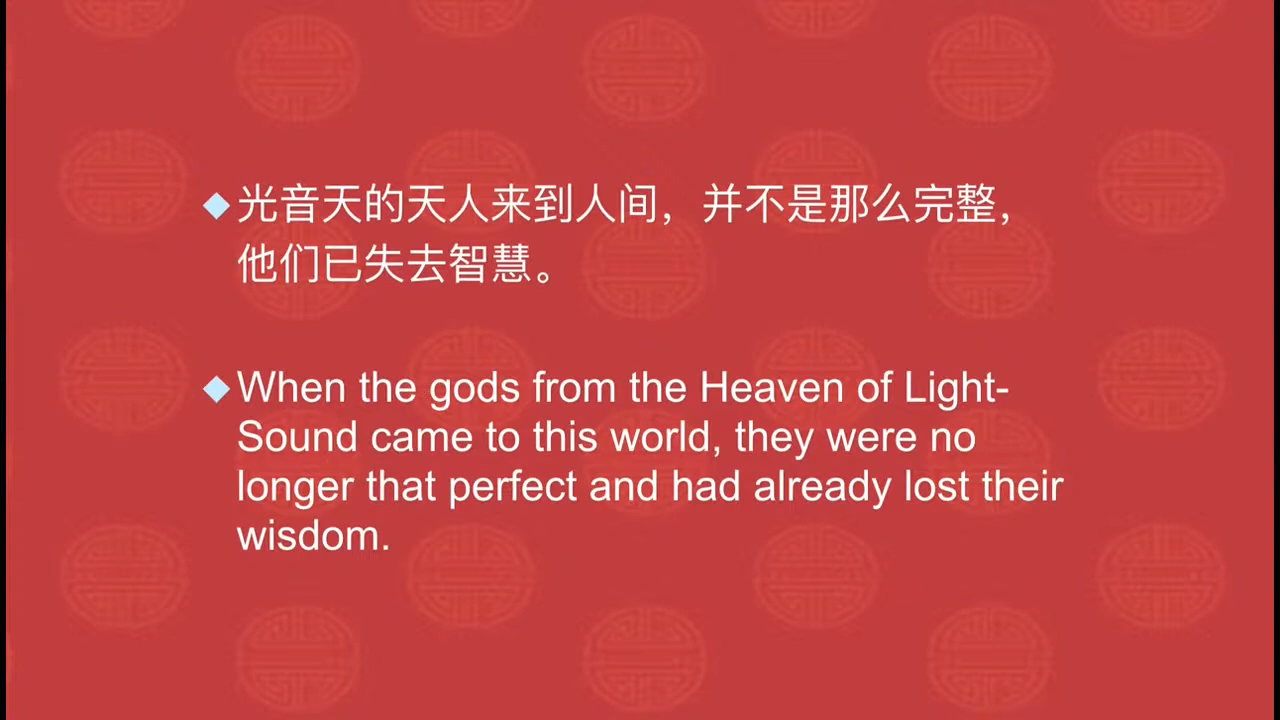 光音天的天人来到人间，并不是那么完整，
他们已失去智慧。
When the gods from the Heaven of Light-
Sound came to this world, they were no
longer that perfect and had already lost their
wisdom.